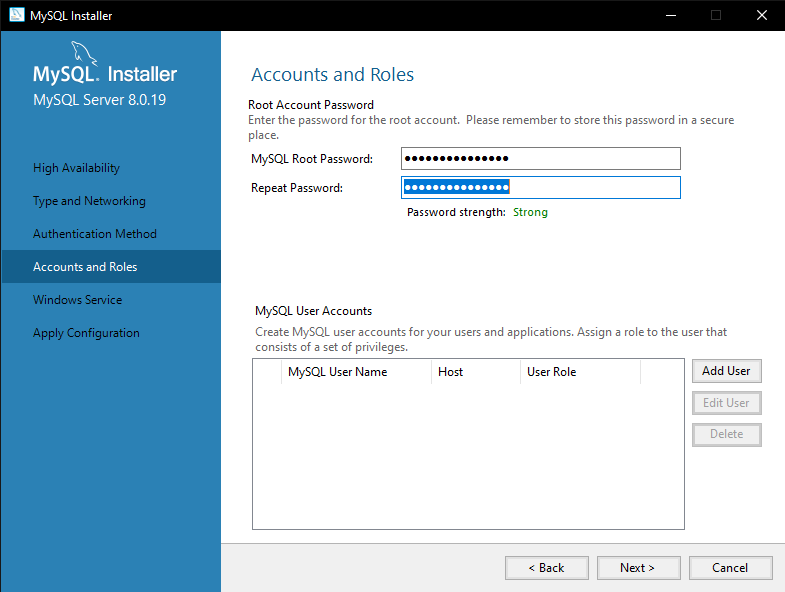 MySQL Installer
MySQL. Installer
MySQL Server 8.0.19
High Availability
Type and Networking
Authentication Method
Accounts and Roles
Windows Service
Apply Configuration
Accounts and Roles
Root Account Password
Enter the password for the root account.  Please remember to store this password in a secure
place.
MySQL Root Password: ●●●●●●●●●●●●●●●
Repeat Password: ●●●●●●●●●●●●●●●
Password strength: Strong
MySQL User Accounts
Create MySQL user accounts for your users and applications. Assign a role to the user that
consists of a set of privileges.
MySQL User Name Host User Role
Add User
Edit User
Delete
< Back Next > Cancel